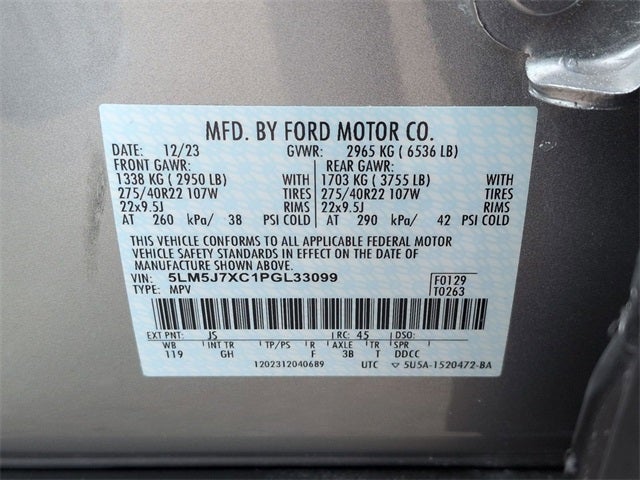 MFD. BY FORD MOTOR CO.
DATE: 12/23 GVWR: 2965 KG ( 6536 LB)
FRONT GAWR: REAR GAWR:
1338 KG ( 2950 LB) WITH 1703 KG ( 3755 LB) WITH
275/40R22 107W TIRES 275/40R22 107W TIRES
22x9.5J RIMS 22x9.5J RIMS
AT 260 kPa/ 38 PSI COLD AT 290 kPa/ 42 PSI COLD
THIS VEHICLE CONFORMS TO ALL APPLICABLE FEDERAL MOTOR
VEHICLE SAFETY STANDARDS IN EFFECT ON THE DATE OF
MANUFACTURE SHOWN ABOVE.
VIN: 5LM5J7XC1PGL33099 F0129
TYPE: MPV T0263
EXT PNT: JS RC: 45 DSO:
WB INT TR TP/PS R AXLE TR SPR
119 GH F 3B T DDCC
1202312040689 UTC ▽ 5U5A-1520472-BA